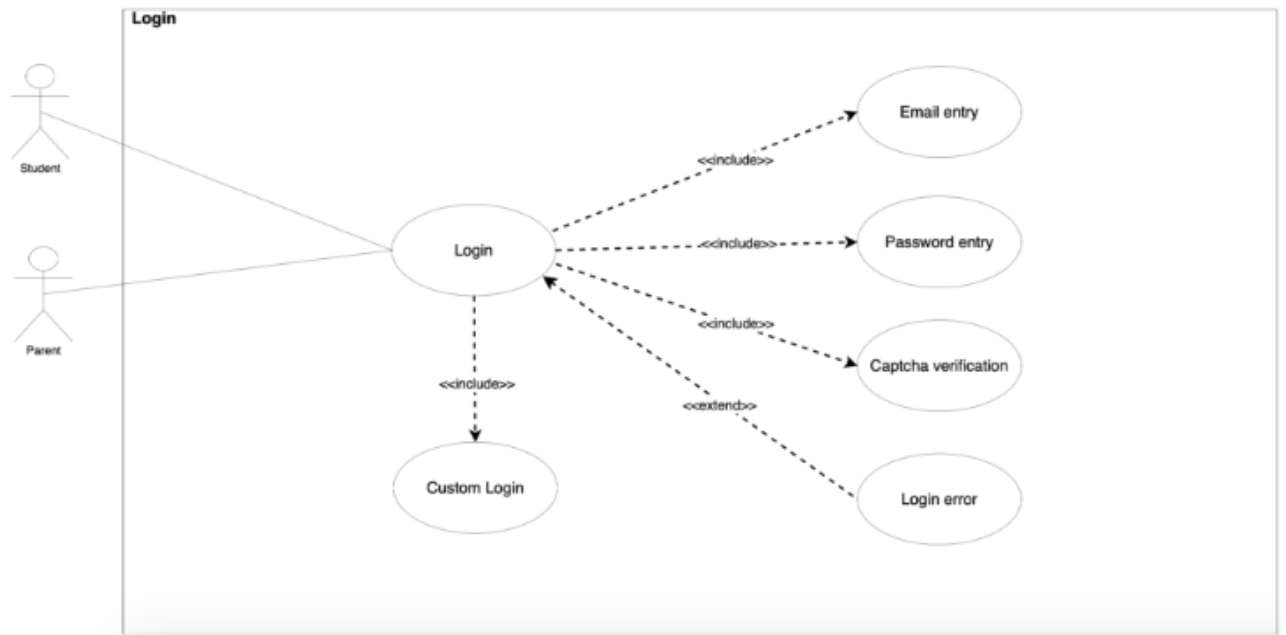 Login
Student
Parent
Login
Email entry
<<include>>
Password entry
<<include>>
Captcha verification
<<include>>
Login error
<<extend>>
<<include>>
Custom Login